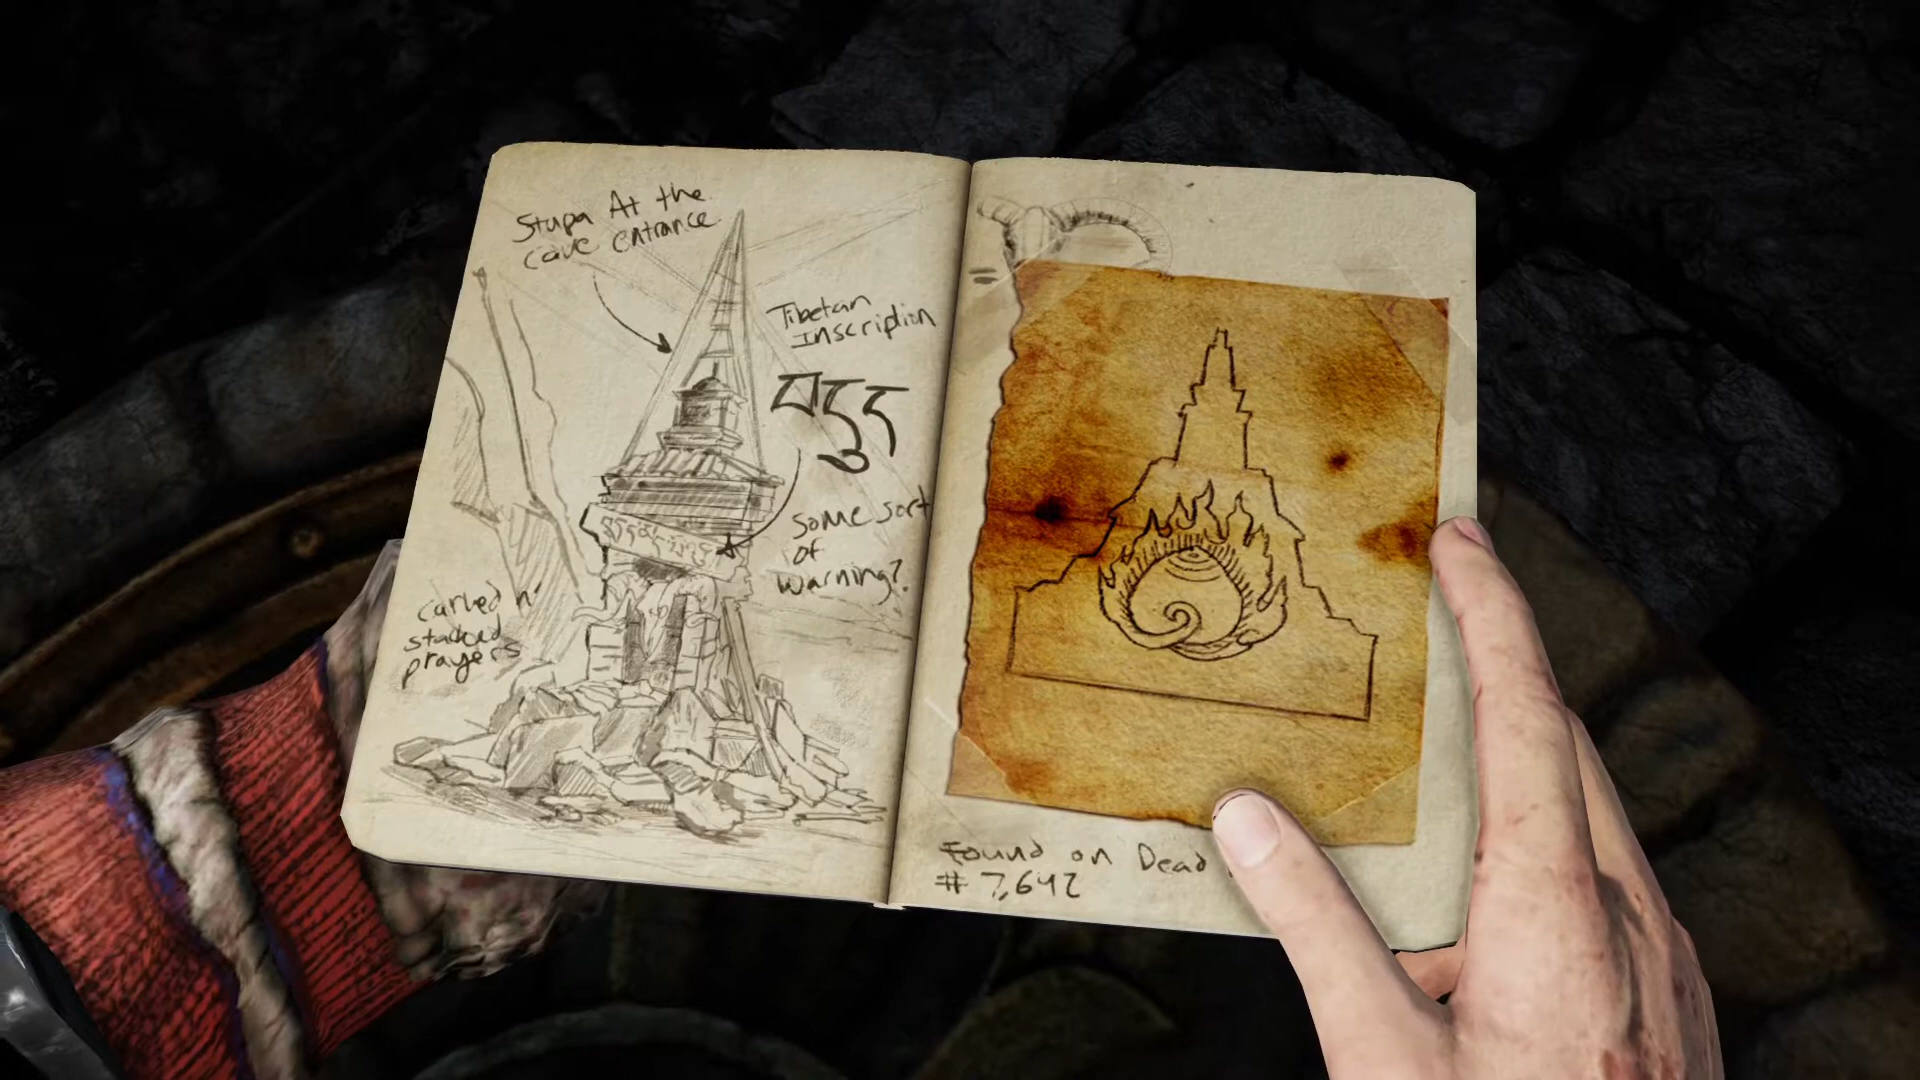 Stupa At the
cave entrance
Tibetan
Inscription
བདུད
some sort
of
warning?
carved n'
stacked
prayers
Found on Dead
# 7,642